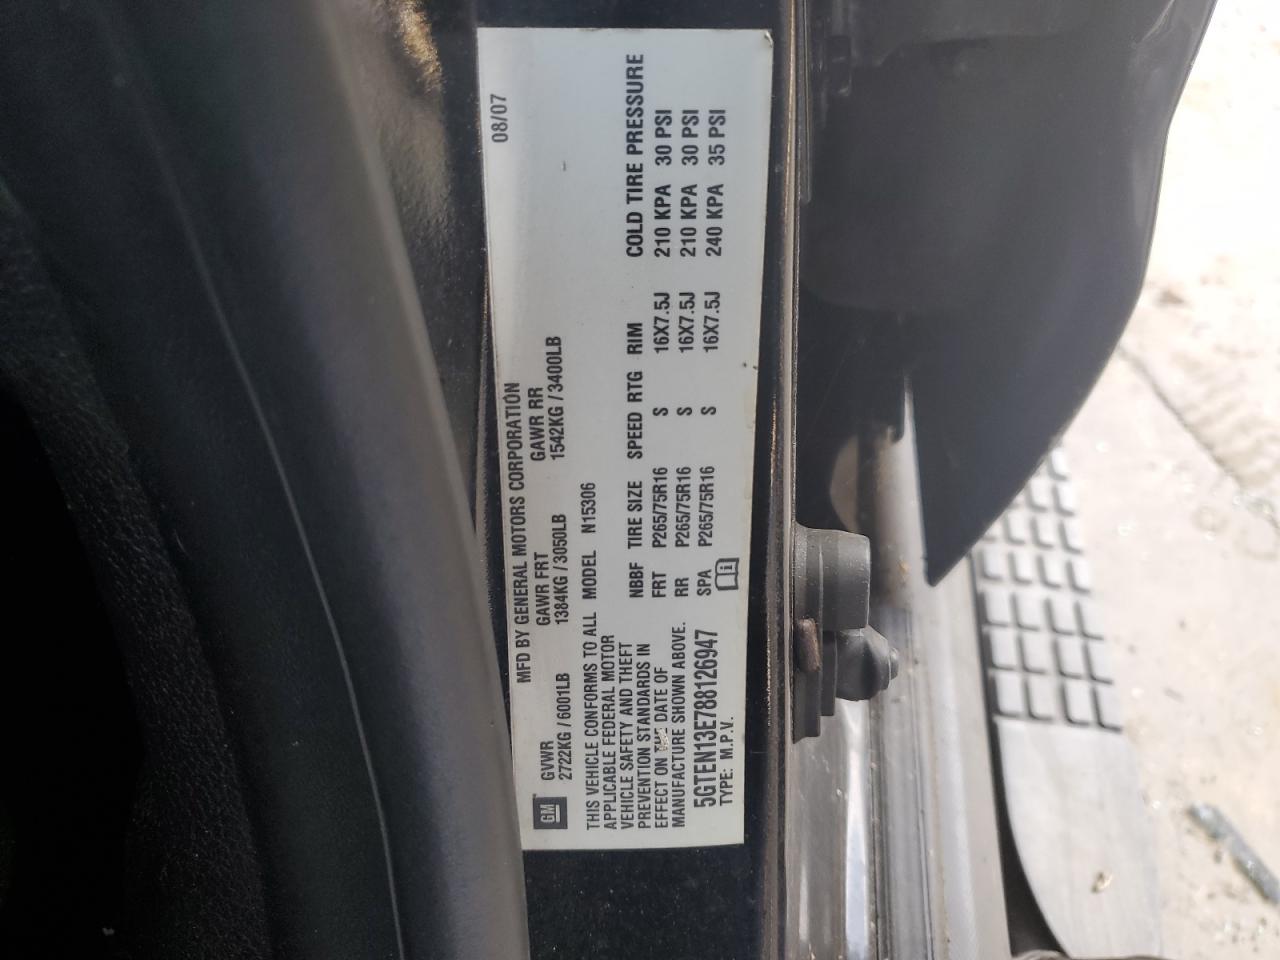 08/07
MFD BY GENERAL MOTORS CORPORATION
GM
GVWR GAWR FRT GAWR RR
2722KG / 6001LB 1384KG / 3050LB 1542KG / 3400LB
THIS VEHICLE CONFORMS TO ALL
APPLICABLE FEDERAL MOTOR
VEHICLE SAFETY AND THEFT
PREVENTION STANDARDS IN
EFFECT ON THE DATE OF
MANUFACTURE SHOWN ABOVE.
5GTEN13E788126947
TYPE: M.P.V.
MODEL N15306
NBBF TIRE SIZE SPEED RTG RIM COLD TIRE PRESSURE
FRT P265/75R16 S 16X7.5J 210 KPA 30 PSI
RR P265/75R16 S 16X7.5J 210 KPA 30 PSI
SPA P265/75R16 S 16X7.5J 240 KPA 35 PSI
i